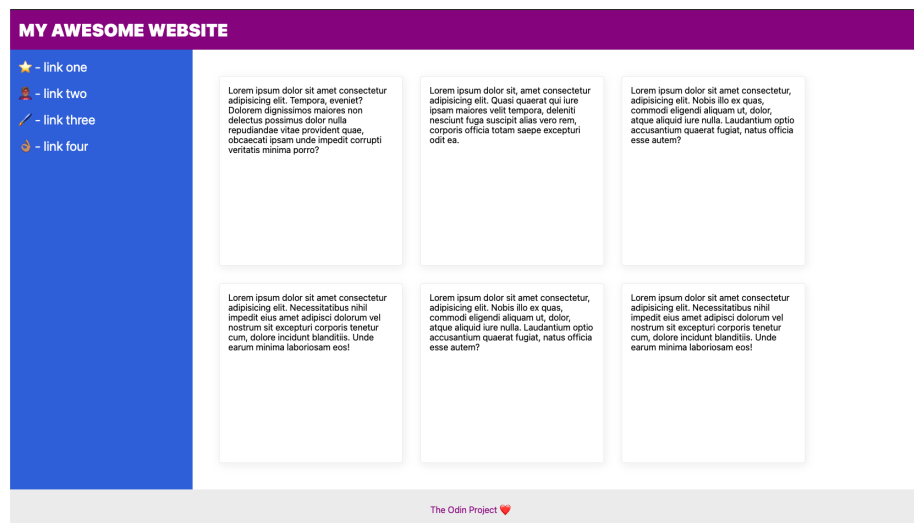 MY AWESOME WEBSITE
⭐ - link one
🦸🏽‍♂️ - link two
🖌️ - link three
👌🏽 - link four
Lorem ipsum dolor sit amet consectetur
adipisicing elit. Tempora, eveniet?
Dolorem dignissimos maiores non
delectus possimus dolor nulla
repudiandae vitae provident quae,
obcaecati ipsam unde impedit corrupti
veritatis minima porro?
Lorem ipsum dolor sit, amet consectetur
adipisicing elit. Quasi quaerat qui iure
ipsam maiores velit tempora, deleniti
nesciunt fuga suscipit alias vero rem,
corporis officia totam saepe excepturi
odit ea.
Lorem ipsum dolor sit amet consectetur,
adipisicing elit. Nobis illo ex quas,
commodi eligendi aliquam ut, dolor,
atque aliquid iure nulla. Laudantium optio
accusantium quaerat fugiat, natus officia
esse autem?
Lorem ipsum dolor sit amet consectetur
adipisicing elit. Necessitatibus nihil
impedit eius amet adipisci dolorum vel
nostrum sit excepturi corporis tenetur
cum, dolore incidunt blanditiis. Unde
earum minima laboriosam eos!
Lorem ipsum dolor sit amet consectetur,
adipisicing elit. Nobis illo ex quas,
commodi eligendi aliquam ut, dolor,
atque aliquid iure nulla. Laudantium optio
accusantium quaerat fugiat, natus officia
esse autem?
Lorem ipsum dolor sit amet consectetur
adipisicing elit. Necessitatibus nihil
impedit eius amet adipisci dolorum vel
nostrum sit excepturi corporis tenetur
cum, dolore incidunt blanditiis. Unde
earum minima laboriosam eos!
The Odin Project ❤️